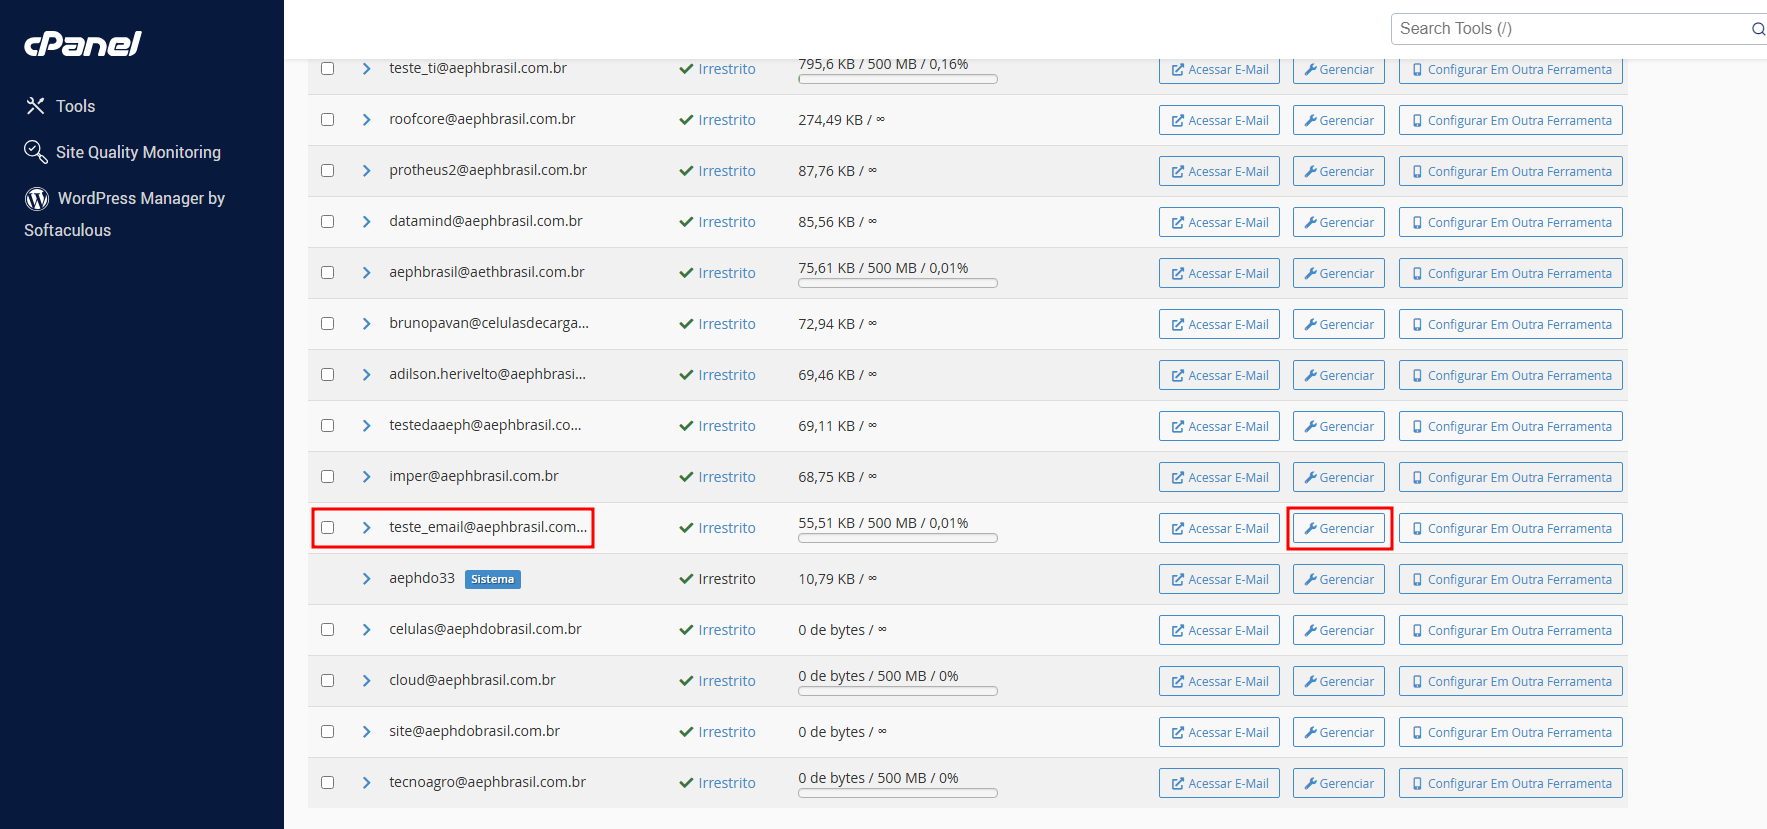 cPanel
Search Tools (/)
Tools
Site Quality Monitoring
WordPress Manager by
Softaculous
teste_ti@aephbrasil.com.br Irrestrito 795,6 KB / 500 MB / 0,16% Acessar E-Mail Gerenciar Configurar Em Outra Ferramenta
roofcore@aephbrasil.com.br Irrestrito 274,49 KB / ∞ Acessar E-Mail Gerenciar Configurar Em Outra Ferramenta
protheus2@aephbrasil.com.br Irrestrito 87,76 KB / ∞ Acessar E-Mail Gerenciar Configurar Em Outra Ferramenta
datamind@aephbrasil.com.br Irrestrito 85,56 KB / ∞ Acessar E-Mail Gerenciar Configurar Em Outra Ferramenta
aephbrasil@aethbrasil.com.br Irrestrito 75,61 KB / 500 MB / 0,01% Acessar E-Mail Gerenciar Configurar Em Outra Ferramenta
brunopavan@celulasdecarga... Irrestrito 72,94 KB / ∞ Acessar E-Mail Gerenciar Configurar Em Outra Ferramenta
adilson.herivelto@aephbrasi... Irrestrito 69,46 KB / ∞ Acessar E-Mail Gerenciar Configurar Em Outra Ferramenta
testedaaeph@aephbrasil.co... Irrestrito 69,11 KB / ∞ Acessar E-Mail Gerenciar Configurar Em Outra Ferramenta
imper@aephbrasil.com.br Irrestrito 68,75 KB / ∞ Acessar E-Mail Gerenciar Configurar Em Outra Ferramenta
teste_email@aephbrasil.com... Irrestrito 55,51 KB / 500 MB / 0,01% Acessar E-Mail Gerenciar Configurar Em Outra Ferramenta
aephdo33 Sistema Irrestrito 10,79 KB / ∞ Acessar E-Mail Gerenciar Configurar Em Outra Ferramenta
celulas@aephdobrasil.com.br Irrestrito 0 de bytes / ∞ Acessar E-Mail Gerenciar Configurar Em Outra Ferramenta
cloud@aephbrasil.com.br Irrestrito 0 de bytes / 500 MB / 0% Acessar E-Mail Gerenciar Configurar Em Outra Ferramenta
site@aephdobrasil.com.br Irrestrito 0 de bytes / ∞ Acessar E-Mail Gerenciar Configurar Em Outra Ferramenta
tecnoagro@aephbrasil.com.br Irrestrito 0 de bytes / 500 MB / 0% Acessar E-Mail Gerenciar Configurar Em Outra Ferramenta